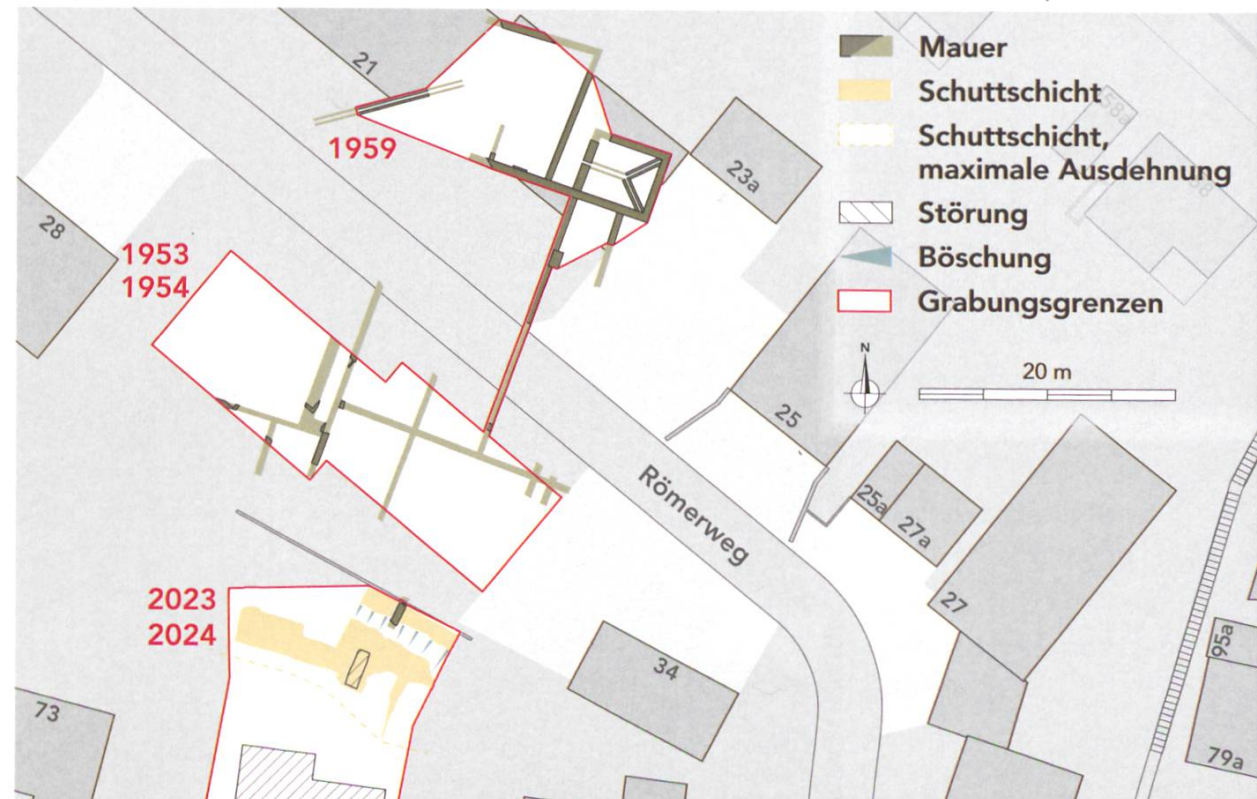 Mauer
Schuttschicht
Schuttschicht,
maximale Ausdehnung
Störung
Böschung
Grabungsgrenzen
N
20 m
21
1959
23a
58a
28
1953
1954
25
25a
27a
Römerweg
27
2023
2024
34
95a
73
79a